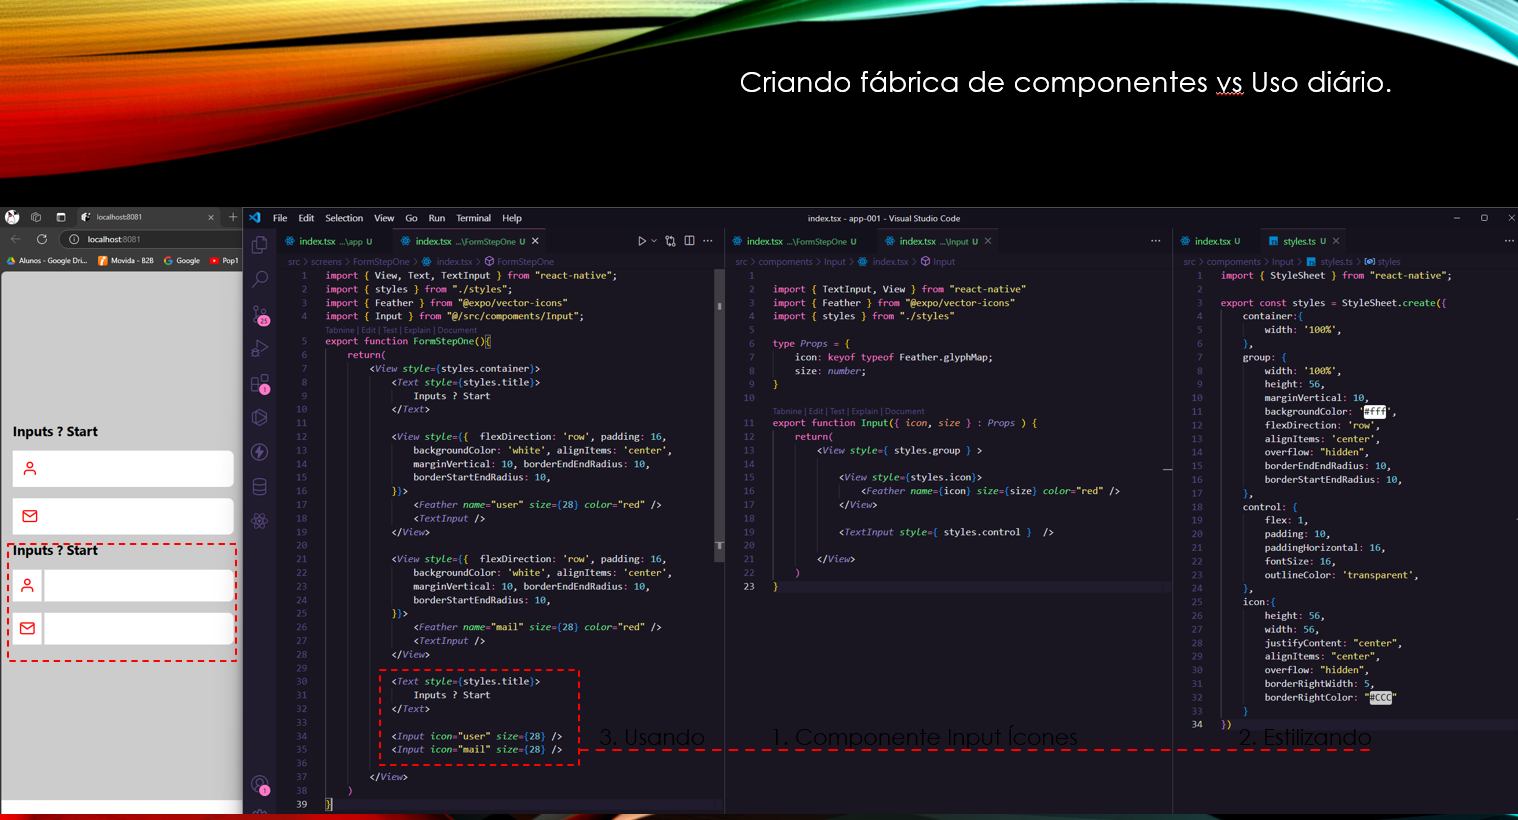 Criando fábrica de componentes vs Uso diário.
localhost:8081
localhost:8081
Alunos - Google Dri...
Movida - B2B
Google
Pop1
Inputs ? Start
Inputs ? Start
File Edit Selection View Go Run Terminal Help
index.tsx - app-001 - Visual Studio Code
index.tsx ...\app U
index.tsx ...\FormStepOne U
src > screens > FormStepOne > index.tsx > FormStepOne
1 import { View, Text, TextInput } from "react-native";
2 import { styles } from "./styles";
3 import { Feather } from "@expo/vector-icons"
4 import { Input } from "@/src/compoments/Input";
Tabnine | Edit | Test | Explain | Document
5 export function FormStepOne(){
6 return(
7 <View style={styles.container}>
8 <Text style={styles.title}>
9 Inputs ? Start
10 </Text>
11
12 <View style={{ flexDirection: 'row', padding: 16,
13 backgroundColor: 'white', alignItems: 'center',
14 marginVertical: 10, borderEndEndRadius: 10,
15 borderStartEndRadius: 10,
16 }}>
17 <Feather name="user" size={28} color="red" />
18 <TextInput />
19 </View>
20
21 <View style={{ flexDirection: 'row', padding: 16,
22 backgroundColor: 'white', alignItems: 'center',
23 marginVertical: 10, borderEndEndRadius: 10,
24 borderStartEndRadius: 10,
25 }}>
26 <Feather name="mail" size={28} color="red" />
27 <TextInput />
28 </View>
29
30 <Text style={styles.title}>
31 Inputs ? Start
32 </Text>
33
34 <Input icon="user" size={28} />
35 <Input icon="mail" size={28} />
36
37 </View>
38 )
39 }
3. Usando
index.tsx ...\FormStepOne U
index.tsx ...\Input U
src > compoments > Input > index.tsx > Input
1
2 import { TextInput, View } from "react-native"
3 import { Feather } from "@expo/vector-icons"
4 import { styles } from "./styles"
5
6 type Props = {
7 icon: keyof typeof Feather.glyphMap;
8 size: number;
9 }
10
Tabnine | Edit | Test | Explain | Document
11 export function Input({ icon, size } : Props ) {
12 return(
13 <View style={ styles.group } >
14
15 <View style={styles.icon}>
16 <Feather name={icon} size={size} color="red" />
17 </View>
18
19 <TextInput style={ styles.control } />
20
21 </View>
22 )
23 }
1. Componente Input Ícones
index.tsx U
styles.ts U
src > compoments > Input > styles.ts > styles
1 import { StyleSheet } from "react-native";
2
3 export const styles = StyleSheet.create({
4 container:{
5 width: '100%',
6 },
7 group: {
8 width: '100%',
9 height: 56,
10 marginVertical: 10,
11 backgroundColor: '#fff',
12 flexDirection: 'row',
13 alignItems: 'center',
14 overflow: "hidden",
15 borderEndEndRadius: 10,
16 borderStartEndRadius: 10,
17 },
18 control: {
19 flex: 1,
20 padding: 10,
21 paddingHorizontal: 16,
22 fontSize: 16,
23 outlineColor: 'transparent',
24 },
25 icon:{
26 height: 56,
27 width: 56,
28 justifyContent: "center",
29 alignItems: "center",
30 overflow: "hidden",
31 borderRightWidth: 5,
32 borderRightColor: "#CCC"
33 }
34 })
2. Estilizando